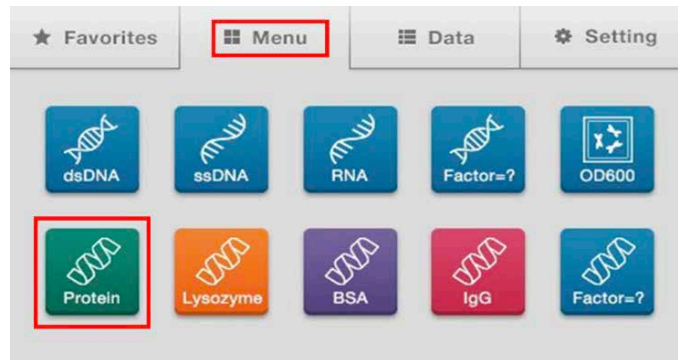 Favorites Menu Data Setting
dsDNA ssDNA RNA Factor=? OD600
Protein Lysozyme BSA IgG Factor=?